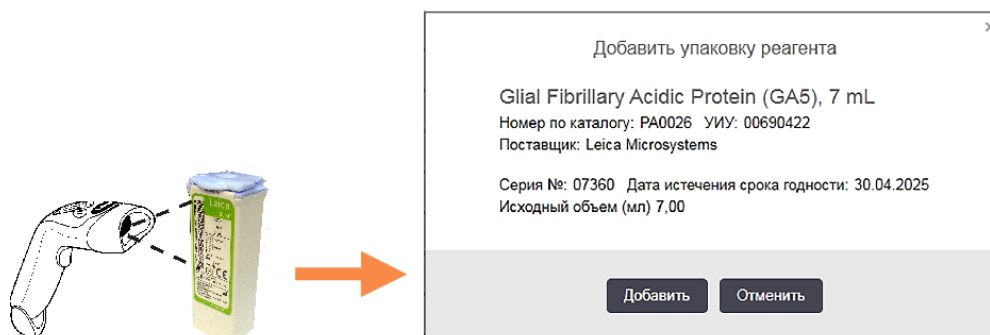 Добавить упаковку реагента
Glial Fibrillary Acidic Protein (GA5), 7 mL
Номер по каталогу: PA0026 УИУ: 00690422
Поставщик: Leica Microsystems
Серия №: 07360 Дата истечения срока годности: 30.04.2025
Исходный объем (мл) 7,00
Добавить Отменить
Leica